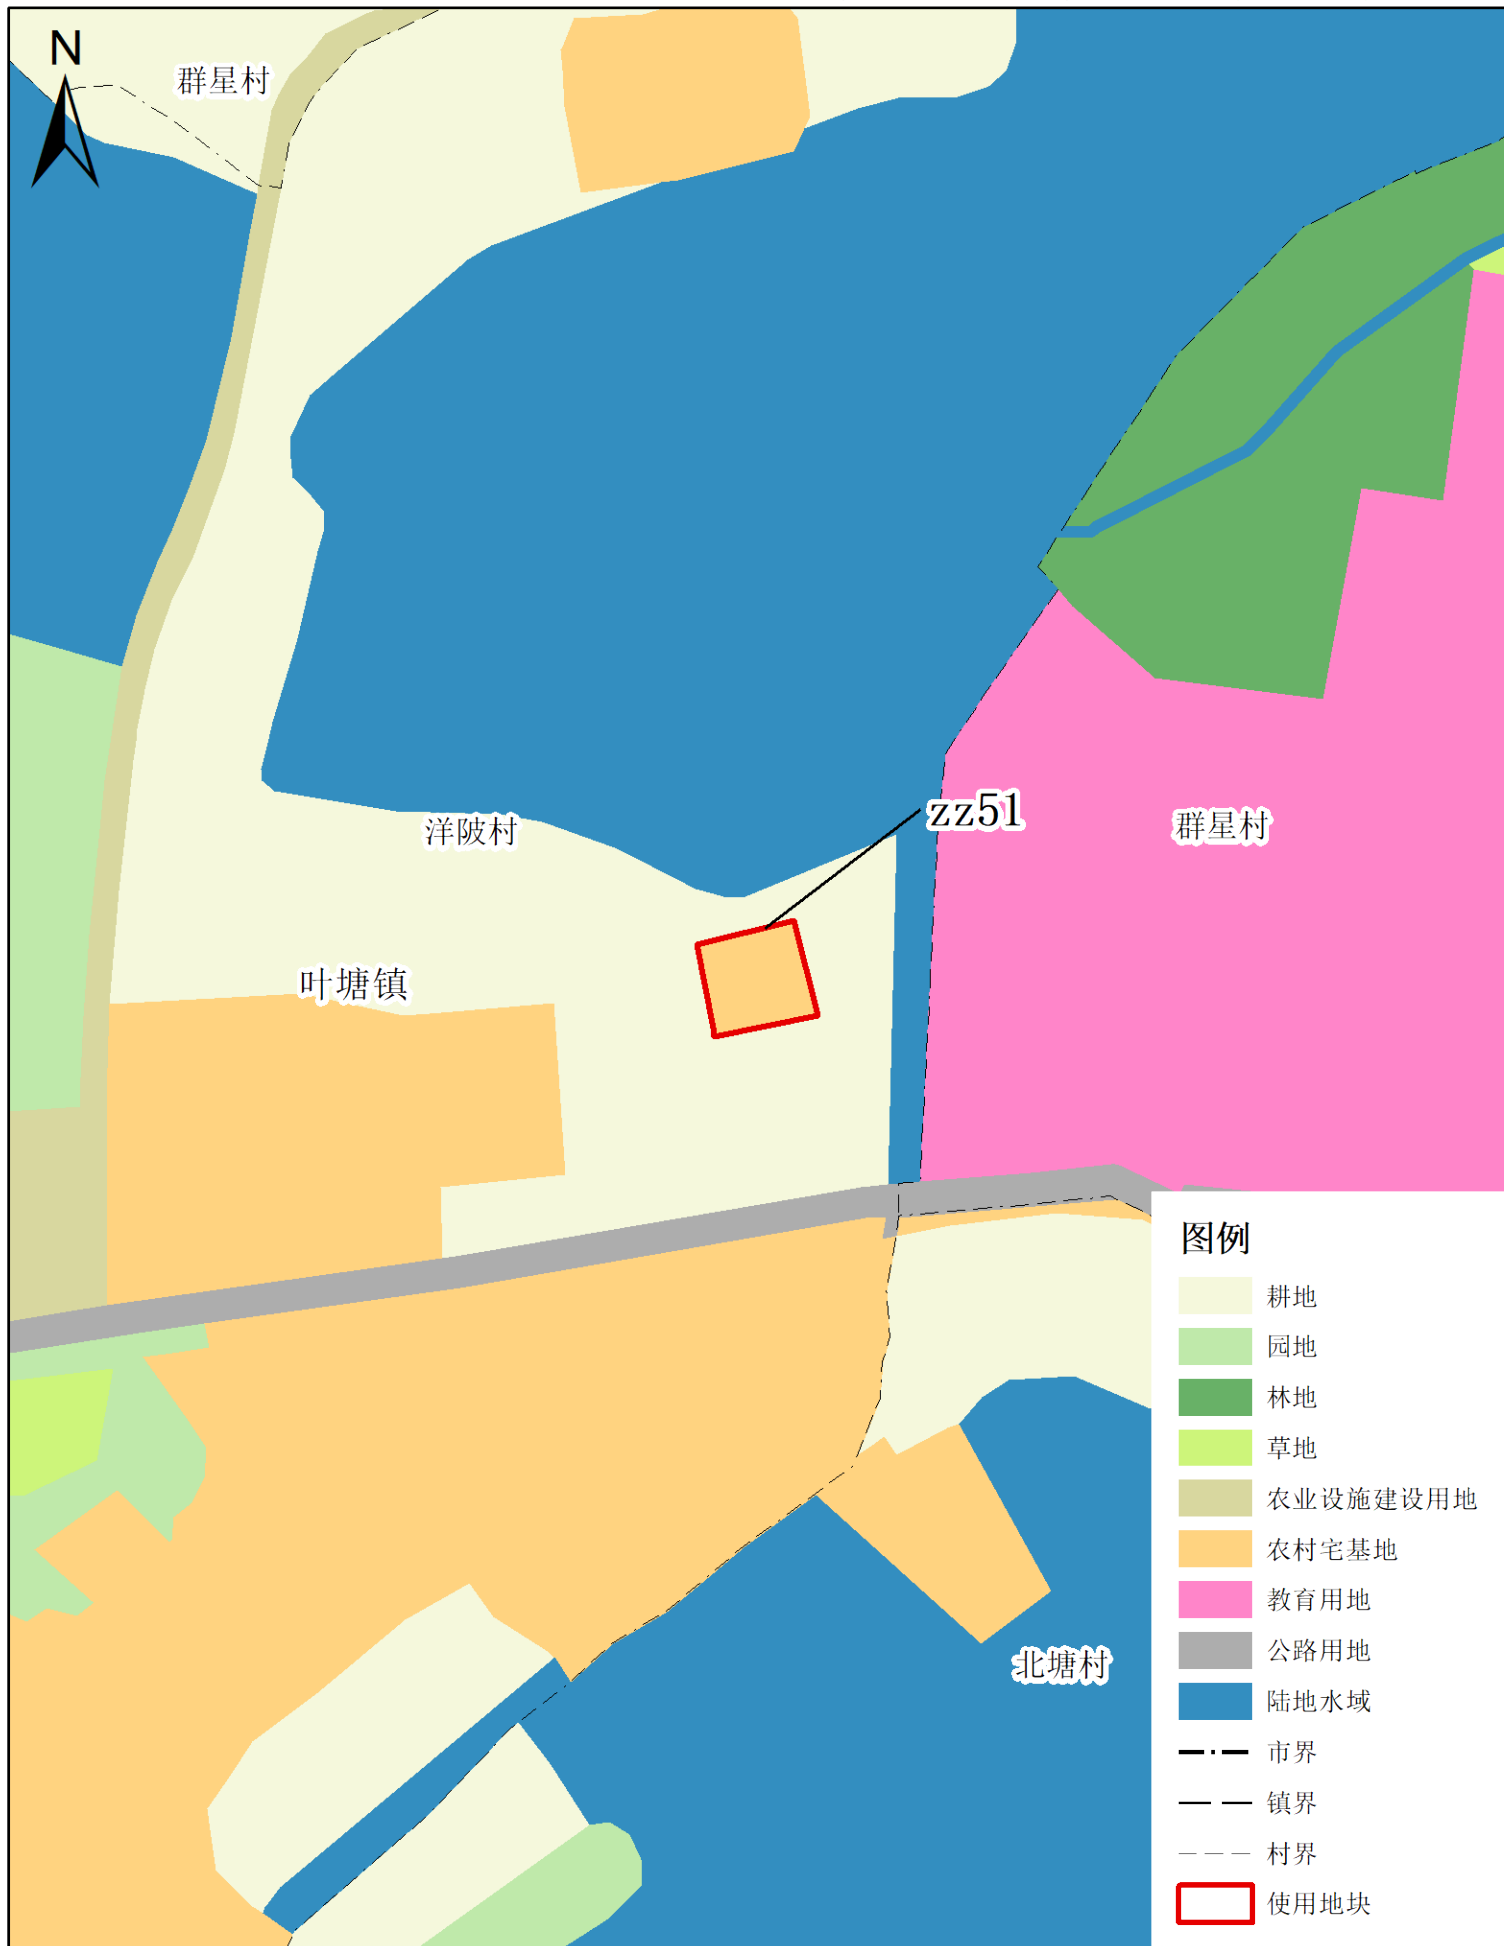 N
群星村
zz51
洋陂村
群星村
叶塘镇
北塘村
图例
耕地
园地
林地
草地
农业设施建设用地
农村宅基地
教育用地
公路用地
陆地水域
市界
镇界
村界
使用地块